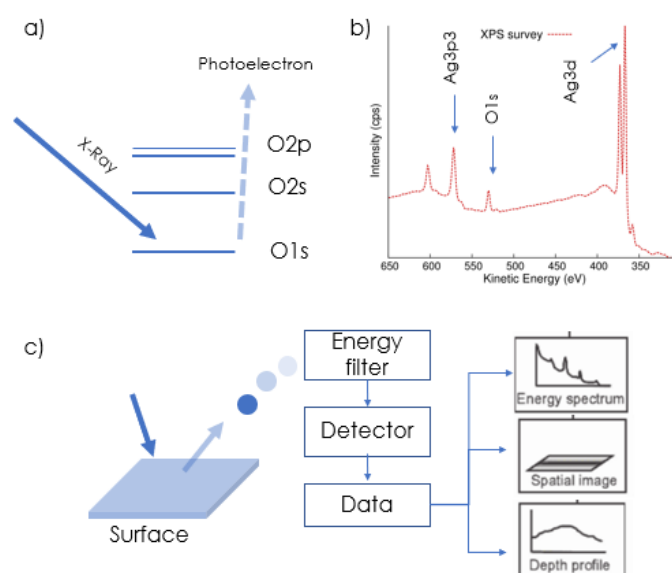 a)
Photoelectron
X-Ray
O2p
O2s
O1s
b)
XPS survey
Ag3p3
O1s
Ag3d
Intensity (cps)
650 600 550 500 450 400 350
Kinetic Energy (eV)
c)
Surface
Energy
filter
Detector
Data
Energy spectrum
Spatial image
Depth profile